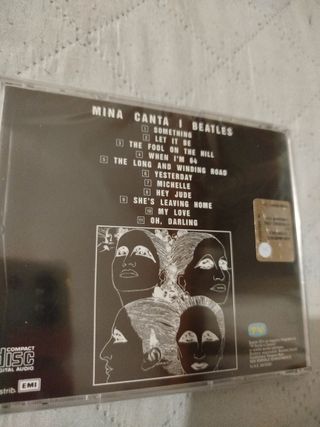 MINA CANTA I BEATLES
1 SOMETHING
2 LET IT BE
3 THE FOOL ON THE HILL
4 WHEN I'M 64
5 THE LONG AND WINDING ROAD
6 YESTERDAY
7 MICHELLE
8 HEY JUDE
9 SHE'S LEAVING HOME
10 MY LOVE
11 OH, DARLING
COMPACT
disc
DIGITAL AUDIO
EMI